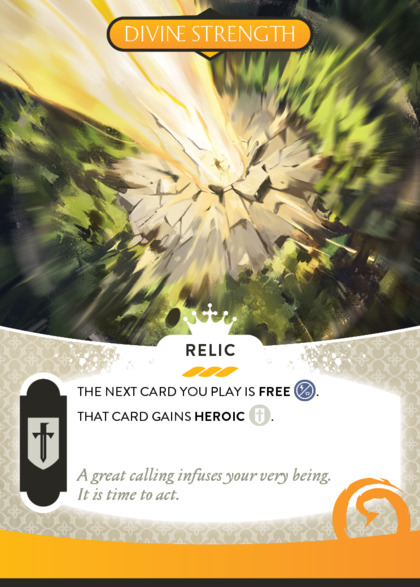 DIVINE STRENGTH
RELIC
THE NEXT CARD YOU PLAY IS FREE.
THAT CARD GAINS HEROIC.
A great calling infuses your very being.
It is time to act.